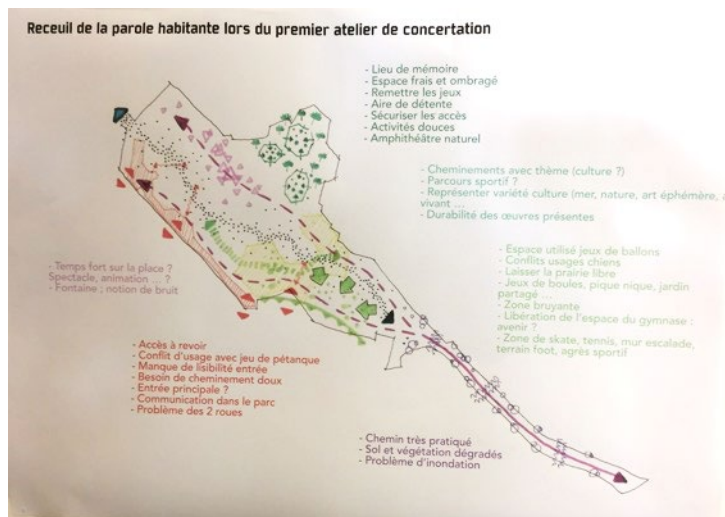 Receuil de la parole habitante lors du premier atelier de concertation
- Lieu de mémoire
- Espace frais et ombragé
- Remettre les jeux
- Aire de détente
- Sécuriser les accès
- Activités douces
- Amphithéâtre naturel
- Cheminements avec thème (culture ?)
- Parcours sportif ?
- Représenter variété culture (mer, nature, art éphémère,
vivant ...
- Durabilité des œuvres présentes
- Espace utilisé jeux de ballons
- Conflits usages chiens
- Laisser la prairie libre
- Jeux de boules, pique nique, jardin
partagé ...
- Zone bruyante
- Libération de l'espace du gymnase :
avenir ?
- Zone de skate, tennis, mur escalade,
terrain foot, agrès sportif
- Temps fort sur la place ?
Spectacle, animation ... ?
- Fontaine ; notion de bruit
- Accès à revoir
- Conflit d'usage avec jeu de pétanque
- Manque de lisibilité entrée
- Besoin de cheminement doux
- Entrée principale ?
- Communication dans le parc
- Problème des 2 roues
- Chemin très pratiqué
- Sol et végétation dégradés
- Problème d'inondation